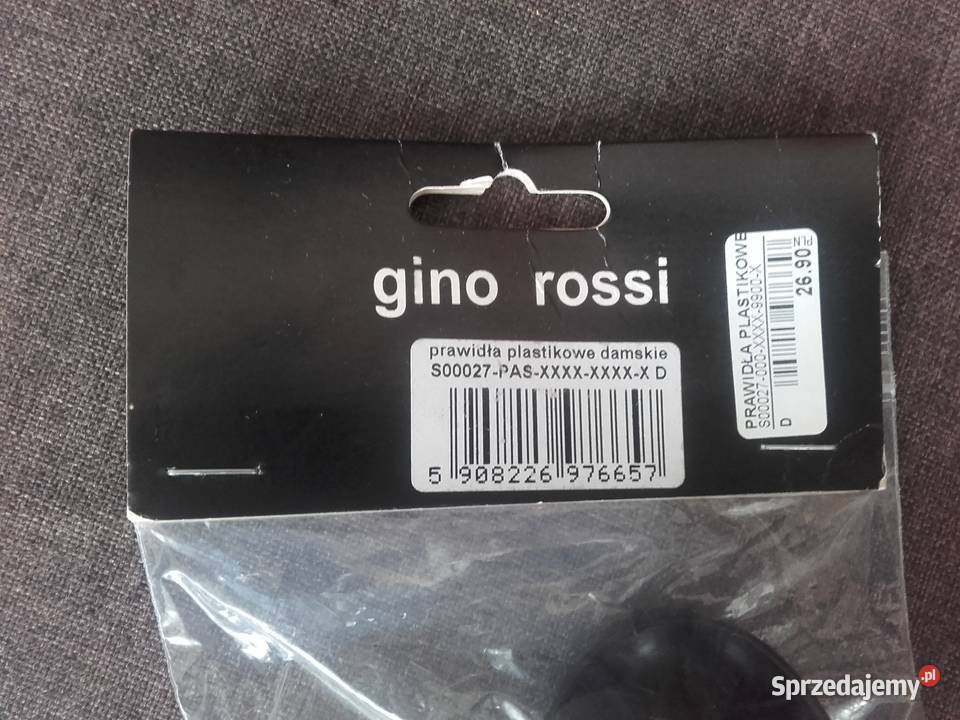 gino rossi
prawidła plastikowe damskie
S00027-PAS-XXXX-XXXX-X D
5 908226 976657
PRAWIDŁA PLASTIKOWE
S00027-000-XXXX-9900-X
D
26.90 PLN
Sprzedajemy.pl